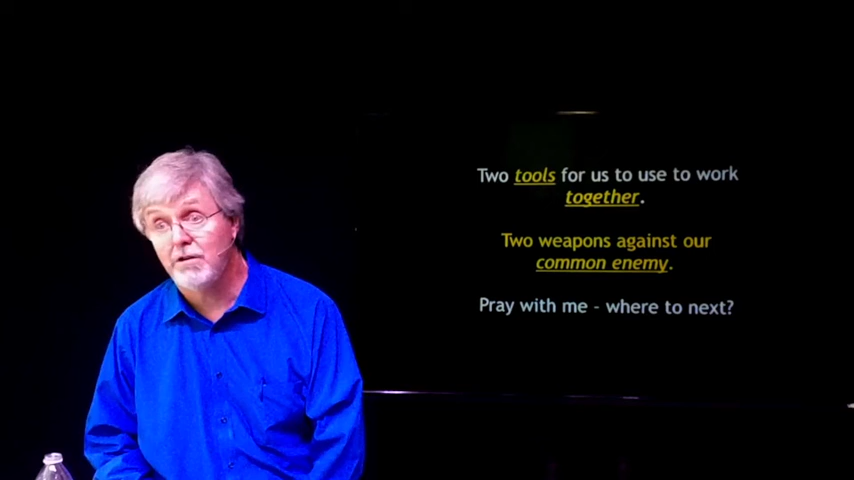 Two tools for us to use to work
together.
Two weapons against our
common enemy.
Pray with me - where to next?